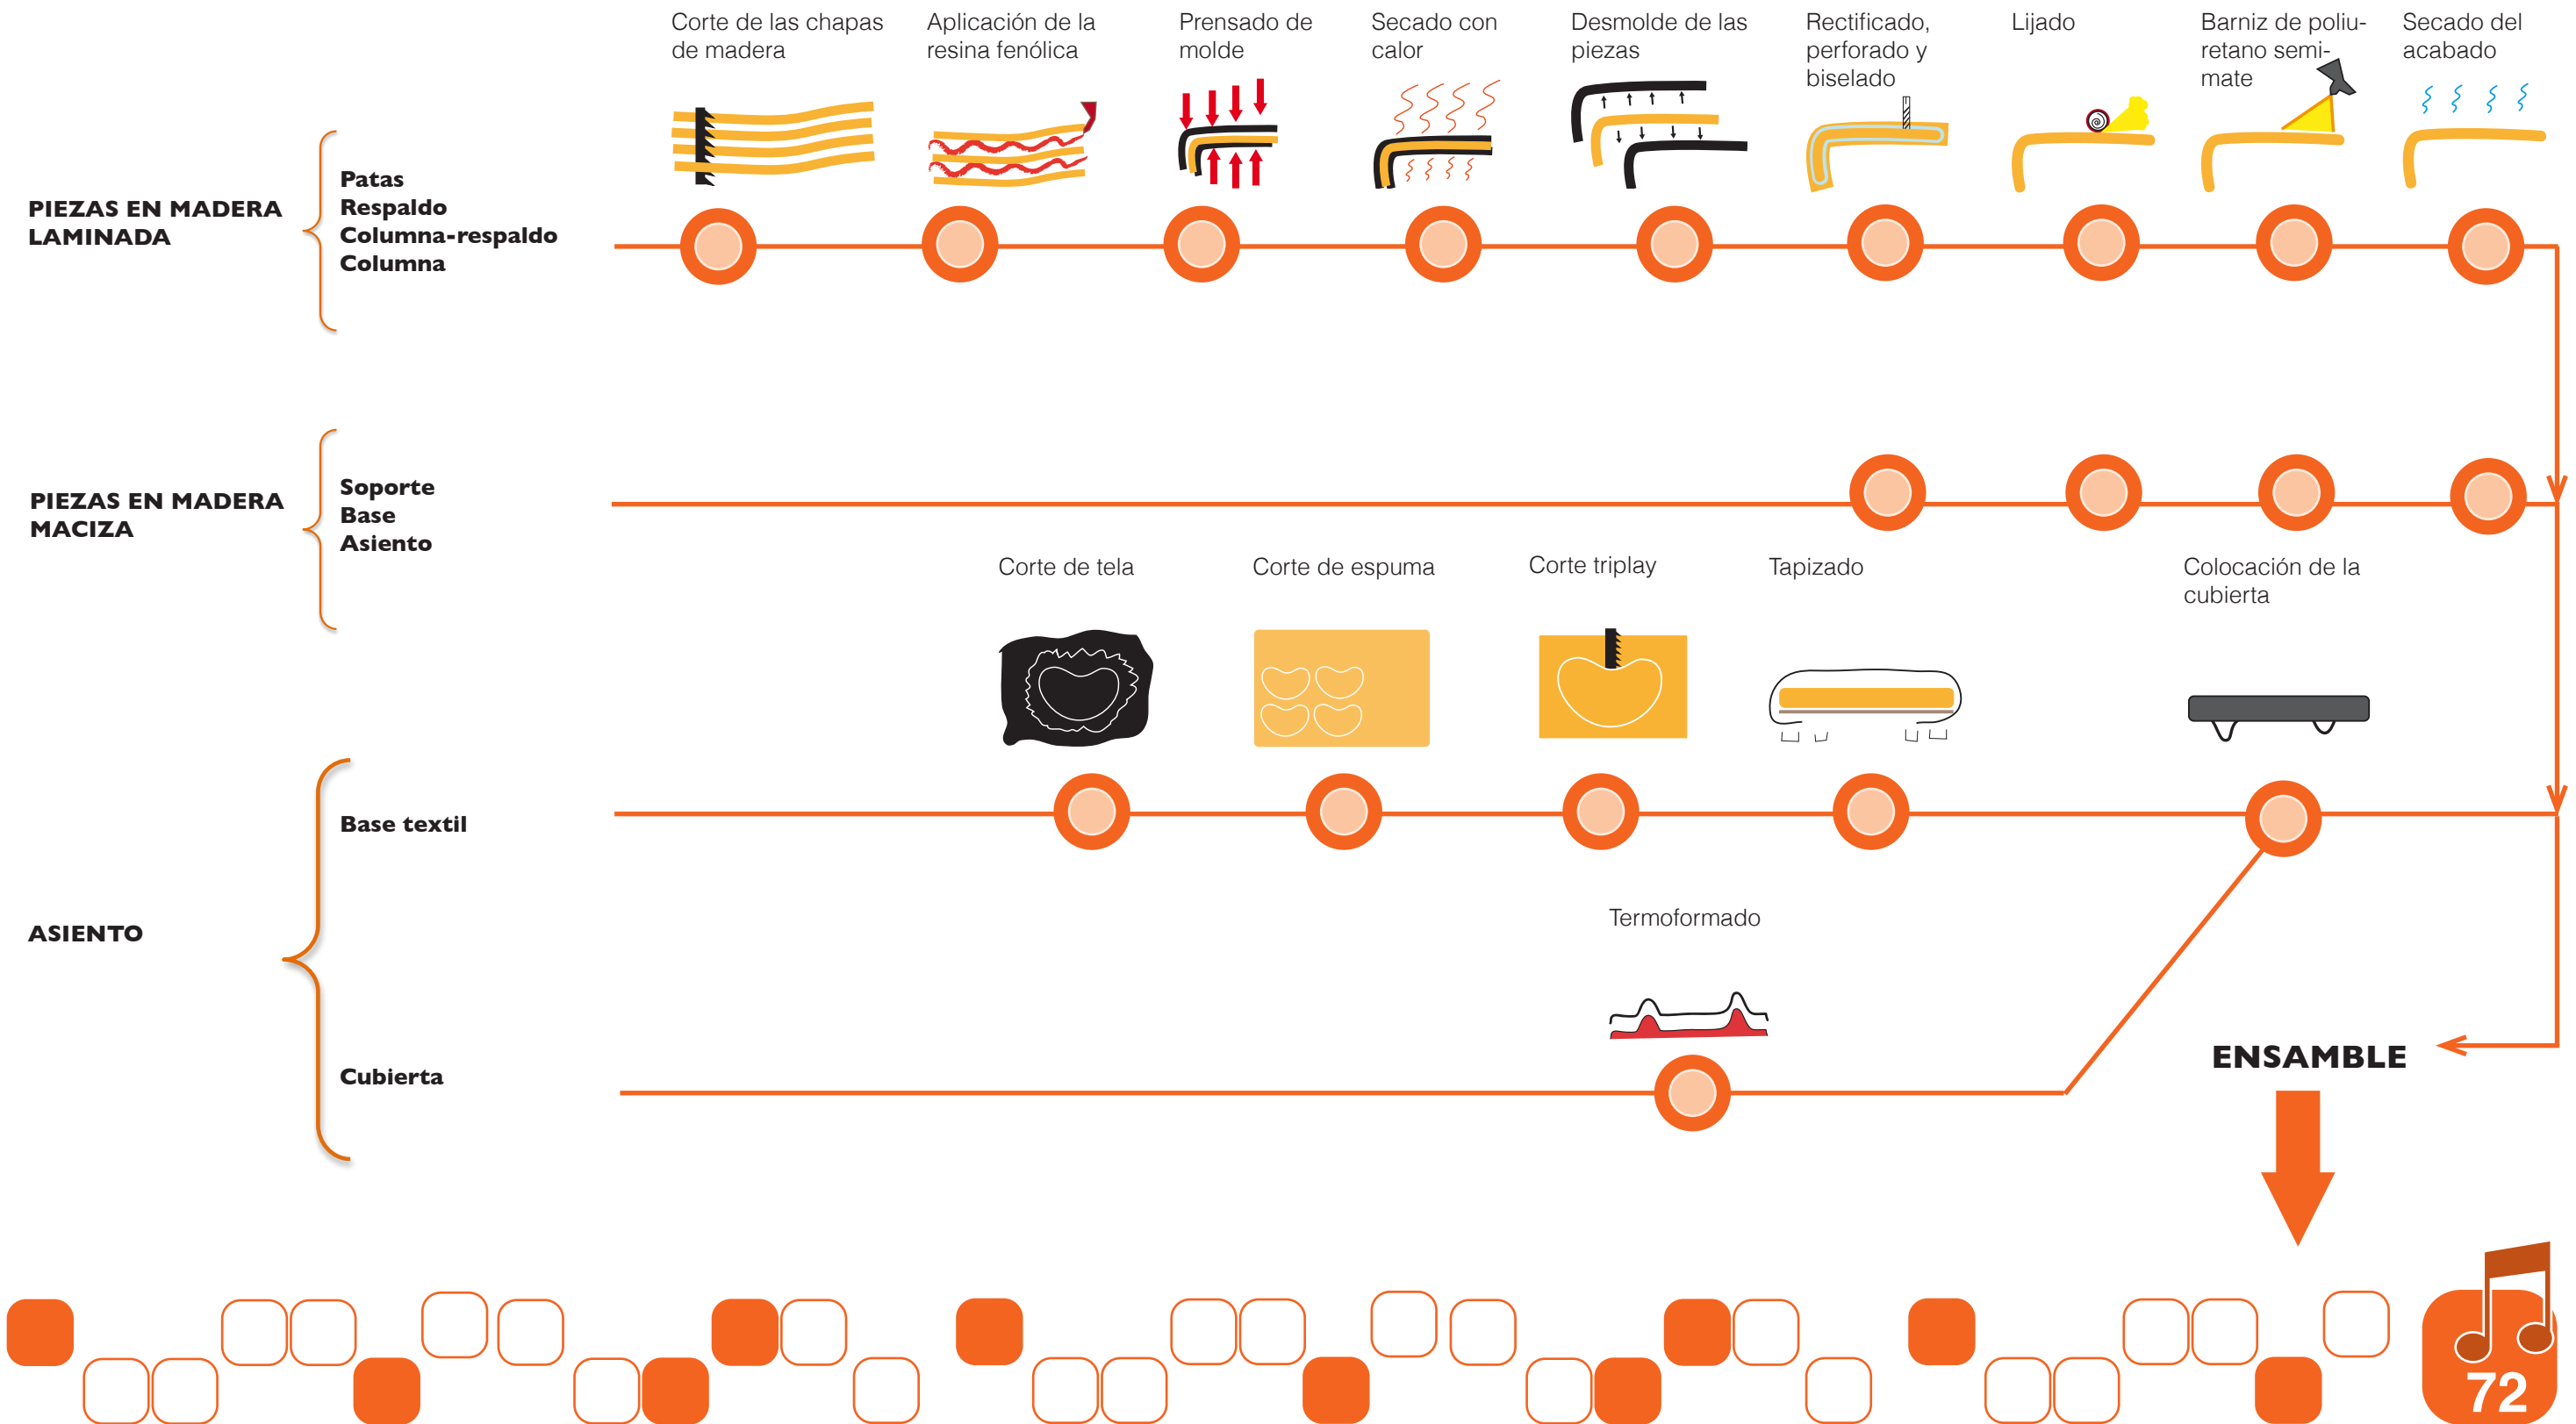 Corte de las chapas
de madera
Aplicación de la
resina fenólica
Prensado de
molde
Secado con
calor
Desmolde de las
piezas
Rectificado,
perforado y
biselado
Lijado
Barniz de poliu-
retano semi-
mate
Secado del
acabado
PIEZAS EN MADERA
LAMINADA
Patas
Respaldo
Columna-respaldo
Columna
PIEZAS EN MADERA
MACIZA
Soporte
Base
Asiento
Corte de tela
Corte de espuma
Corte triplay
Tapizado
Colocación de la
cubierta
ASIENTO
Base textil
Termoformado
Cubierta
ENSAMBLE
72